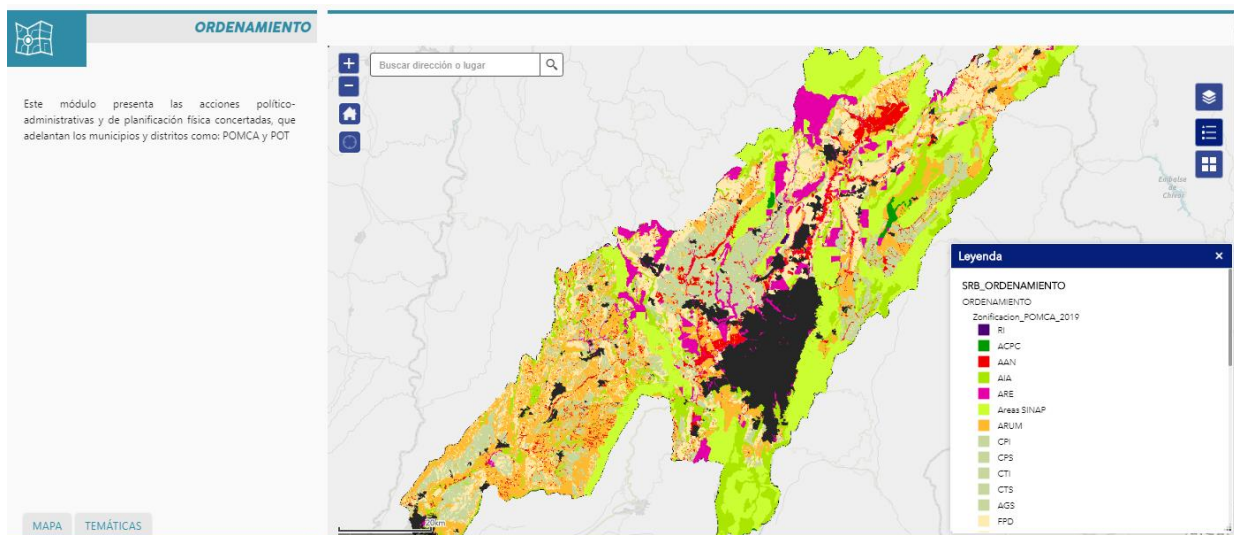 ORDENAMIENTO
Este módulo presenta las acciones político-
administrativas y de planificación física concertadas, que
adelantan los municipios y distritos como: POMCA y POT
MAPA
TEMÁTICAS
+
Buscar dirección o lugar
−
Embalse
de
Chivor
20km
Leyenda
×
SRB_ORDENAMIENTO
ORDENAMIENTO
Zonificacion_POMCA_2019
RI
ACPC
AAN
AIA
ARE
Areas SINAP
ARUM
CPI
CPS
CTI
CTS
AGS
FPD